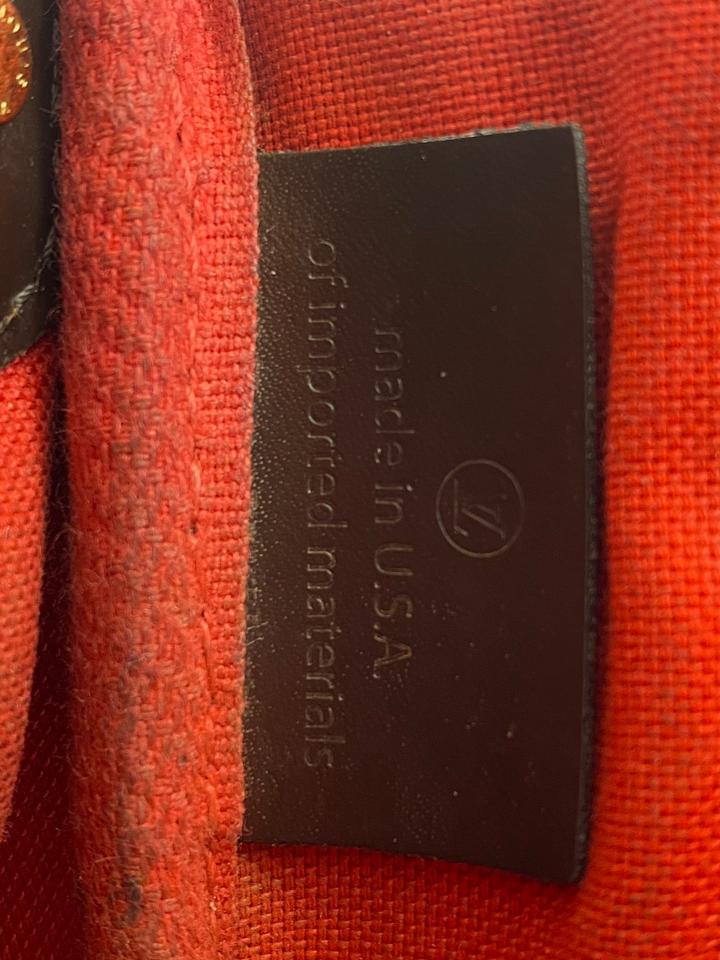 LV
made in U.S.A.
of imported materials